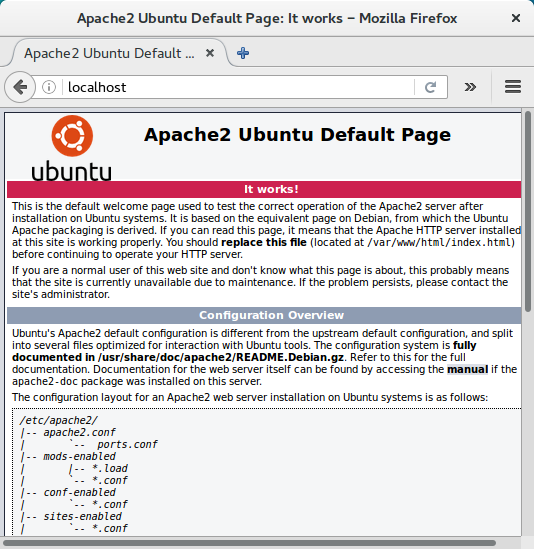 Apache2 Ubuntu Default Page: It works – Mozilla Firefox
Apache2 Ubuntu Default ...
localhost
ubuntu
Apache2 Ubuntu Default Page
It works!
This is the default welcome page used to test the correct operation of the Apache2 server after
installation on Ubuntu systems. It is based on the equivalent page on Debian, from which the Ubuntu
Apache packaging is derived. If you can read this page, it means that the Apache HTTP server installed
at this site is working properly. You should replace this file (located at /var/www/html/index.html)
before continuing to operate your HTTP server.
If you are a normal user of this web site and don't know what this page is about, this probably means
that the site is currently unavailable due to maintenance. If the problem persists, please contact the
site's administrator.
Configuration Overview
Ubuntu's Apache2 default configuration is different from the upstream default configuration, and split
into several files optimized for interaction with Ubuntu tools. The configuration system is fully
documented in /usr/share/doc/apache2/README.Debian.gz. Refer to this for the full
documentation. Documentation for the web server itself can be found by accessing the manual if the
apache2-doc package was installed on this server.
The configuration layout for an Apache2 web server installation on Ubuntu systems is as follows:
/etc/apache2/
|-- apache2.conf
|       `--  ports.conf
|-- mods-enabled
|       |-- *.load
|       `-- *.conf
|-- conf-enabled
|       `-- *.conf
|-- sites-enabled
|       `-- *.conf